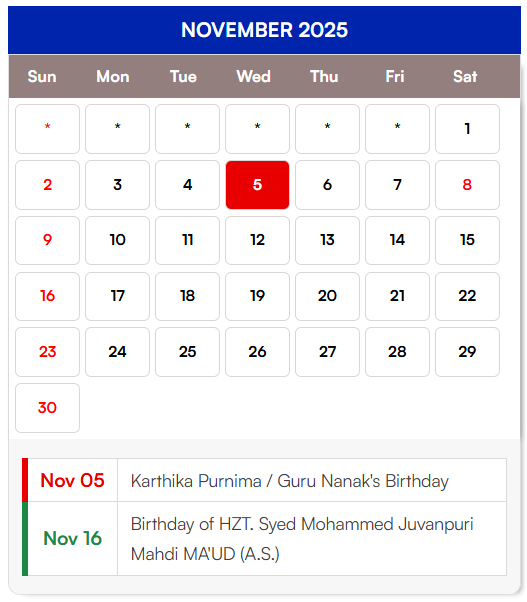 NOVEMBER 2025
Sun Mon Tue Wed Thu Fri Sat
* * * * * * 1
2 3 4 5 6 7 8
9 10 11 12 13 14 15
16 17 18 19 20 21 22
23 24 25 26 27 28 29
30
Nov 05 Karthika Purnima / Guru Nanak's Birthday
Nov 16 Birthday of HZT. Syed Mohammed Juvanpuri
Mahdi MA'UD (A.S.)